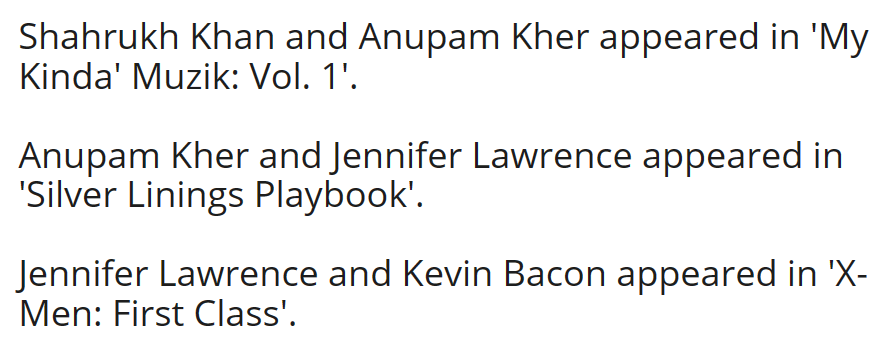 Shahrukh Khan and Anupam Kher appeared in 'My
Kinda' Muzik: Vol. 1'.
Anupam Kher and Jennifer Lawrence appeared in
'Silver Linings Playbook'.
Jennifer Lawrence and Kevin Bacon appeared in 'X-
Men: First Class'.